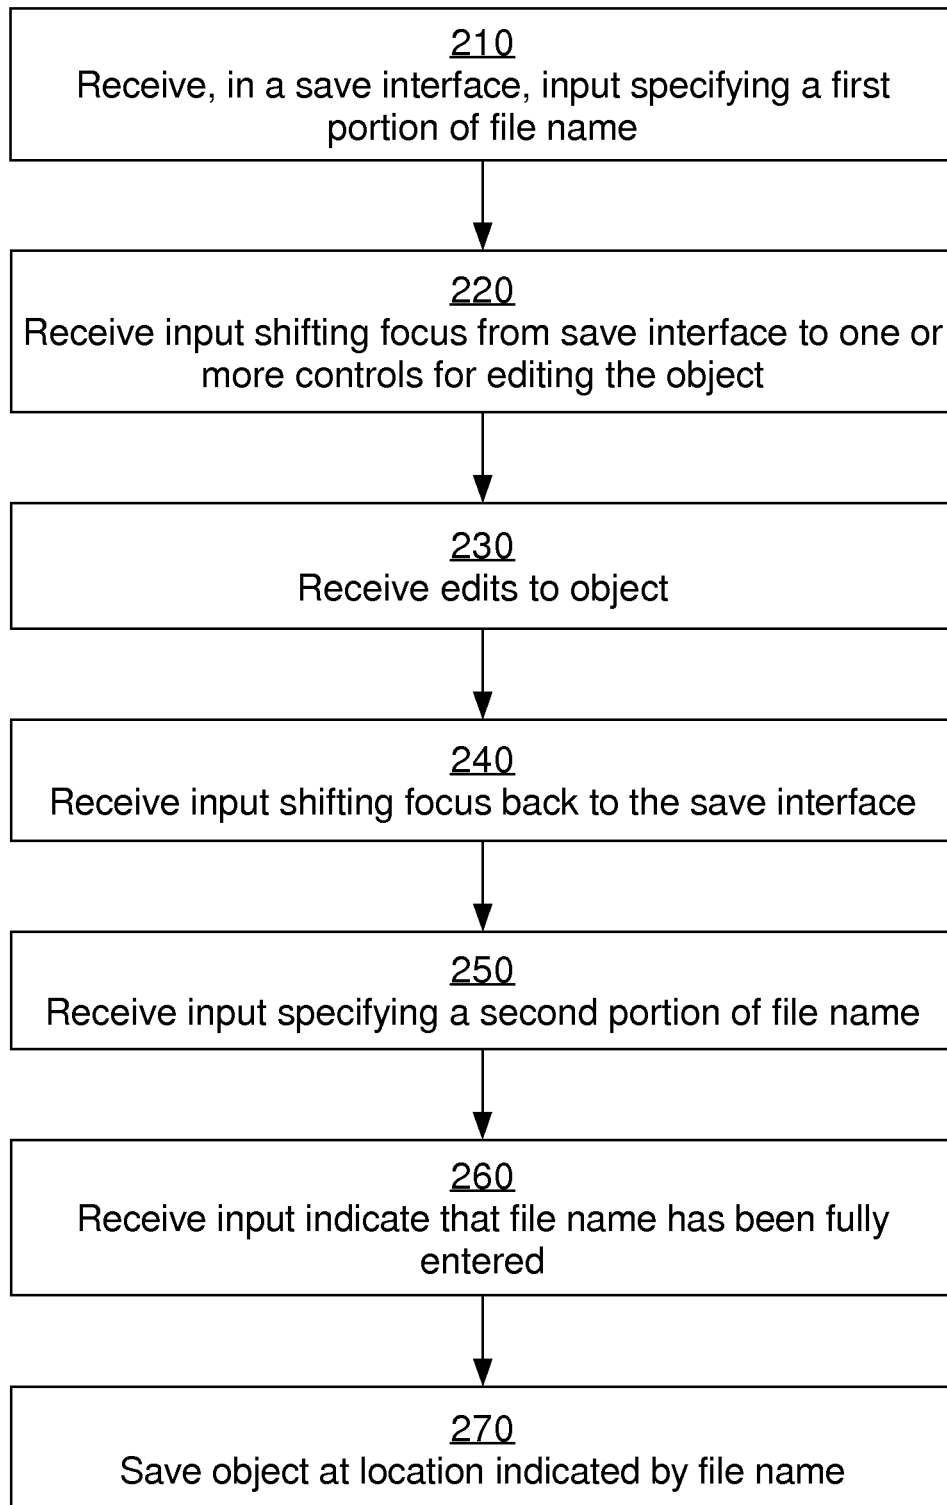 210
Receive, in a save interface, input specifying a first
portion of file name
220
Receive input shifting focus from save interface to one or
more controls for editing the object
230
Receive edits to object
240
Receive input shifting focus back to the save interface
250
Receive input specifying a second portion of file name
260
Receive input indicate that file name has been fully
entered
270
Save object at location indicated by file name